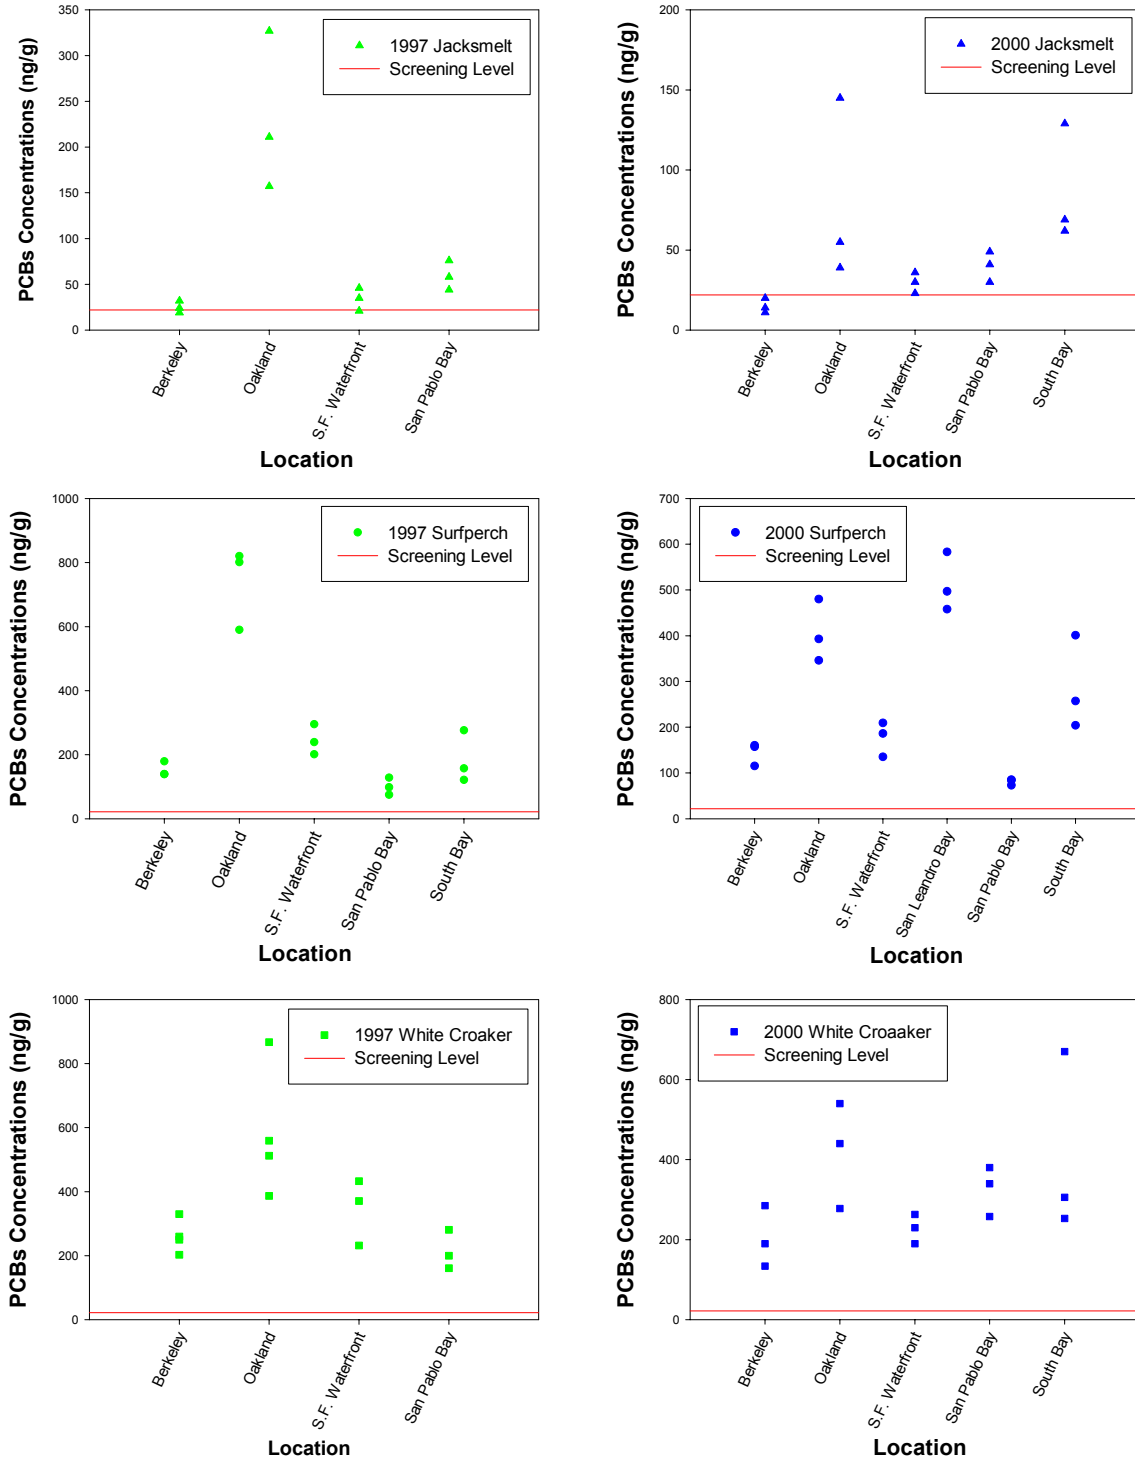 PCBs Concentrations (ng/g)
350
300
250
200
150
100
50
0
1997 Jacksmelt
Screening Level
Berkeley
Oakland
S.F. Waterfront
San Pablo Bay
Location
PCBs Concentrations (ng/g)
200
150
100
50
0
2000 Jacksmelt
Screening Level
Berkeley
Oakland
S.F. Waterfront
San Pablo Bay
South Bay
Location
PCBs Concentrations (ng/g)
1000
800
600
400
200
0
1997 Surfperch
Screening Level
Berkeley
Oakland
S.F. Waterfront
San Pablo Bay
South Bay
Location
PCBs Concentrations (ng/g)
700
600
500
400
300
200
100
0
2000 Surfperch
Screening Level
Berkeley
Oakland
S.F. Waterfront
San Leandro Bay
San Pablo Bay
South Bay
Location
PCBs Concentrations (ng/g)
1000
800
600
400
200
0
1997 White Croaker
Screening Level
Berkeley
Oakland
S.F. Waterfront
San Pablo Bay
Location
PCBs Concentrations (ng/g)
800
600
400
200
0
2000 White Croaaker
Screening Level
Berkeley
Oakland
S.F. Waterfront
San Pablo Bay
South Bay
Location